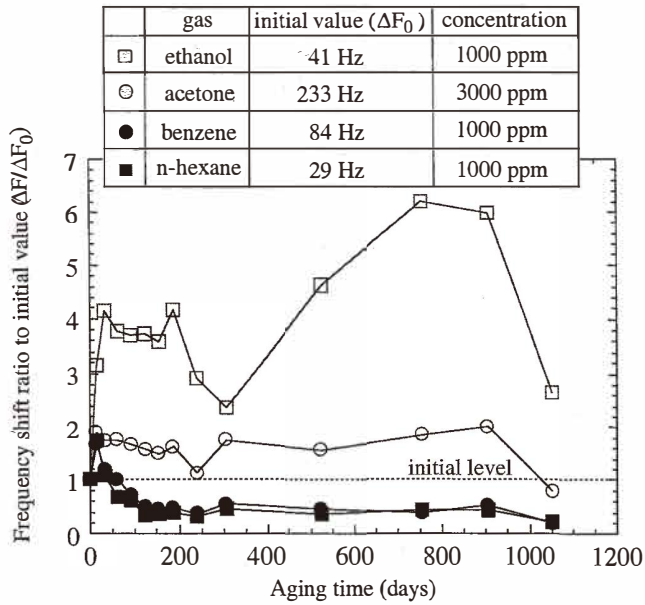 gas initial value (ΔF₀) concentration
ethanol 41 Hz 1000 ppm
acetone 233 Hz 3000 ppm
benzene 84 Hz 1000 ppm
n-hexane 29 Hz 1000 ppm
Frequency shift ratio to initial value (ΔF/ΔF₀)
7
6
5
4
3
2
1
0
initial level
0 200 400 600 800 1000 1200
Aging time (days)